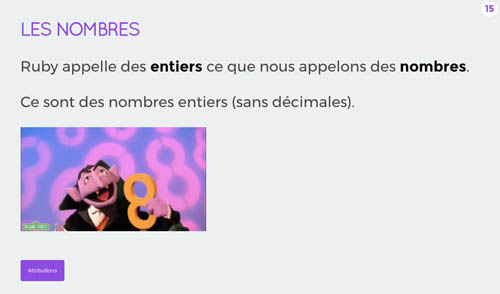 15
LES NOMBRES
Ruby appelle des entiers ce que nous appelons des nombres.
Ce sont des nombres entiers (sans décimales).
8
SESAME STREET
Attributions